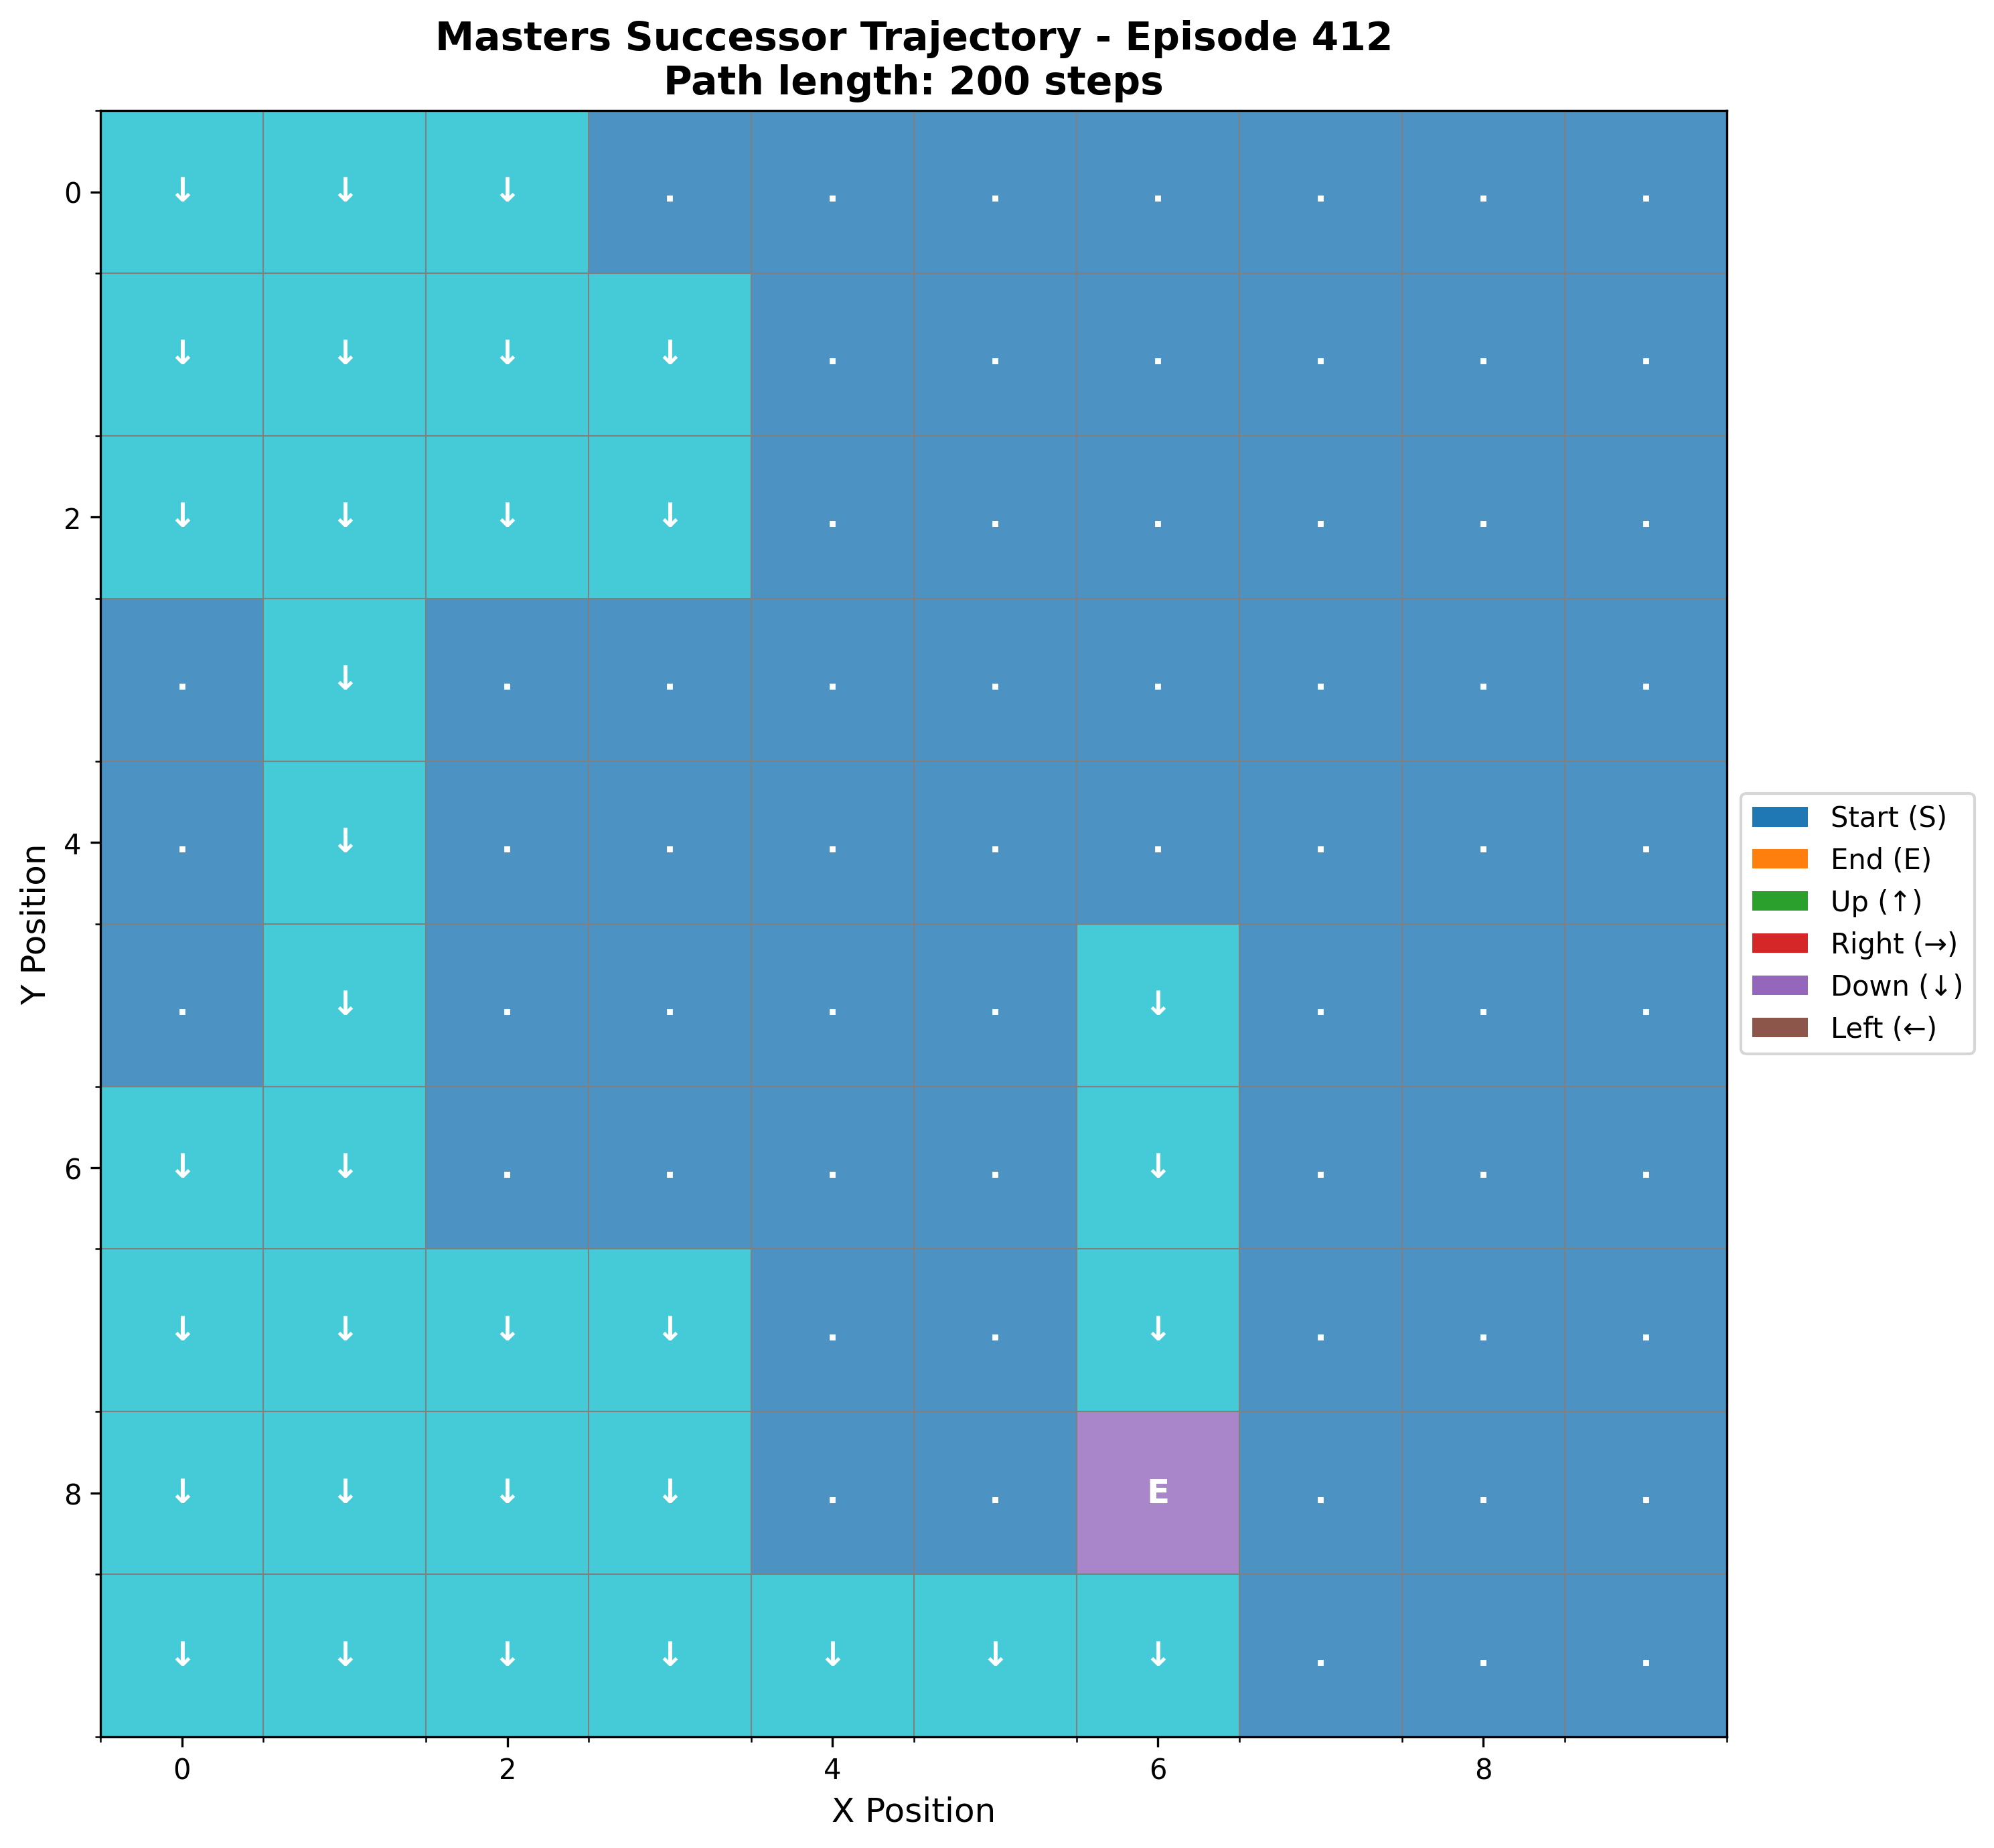 Masters Successor Trajectory - Episode 412
Path length: 200 steps
0 ↓ ↓ ↓ . . . . . . .
↓ ↓ ↓ ↓ . . . . . .
2 ↓ ↓ ↓ ↓ . . . . . .
. ↓ . . . . . . . .
4 . ↓ . . . . . . . .
. ↓ . . . . ↓ . . .
6 ↓ ↓ . . . . ↓ . . .
↓ ↓ ↓ ↓ . . ↓ . . .
8 ↓ ↓ ↓ ↓ . . E . . .
↓ ↓ ↓ ↓ ↓ ↓ ↓ . . .
0 2 4 6 8
X Position
Y Position
Start (S)
End (E)
Up (↑)
Right (→)
Down (↓)
Left (←)